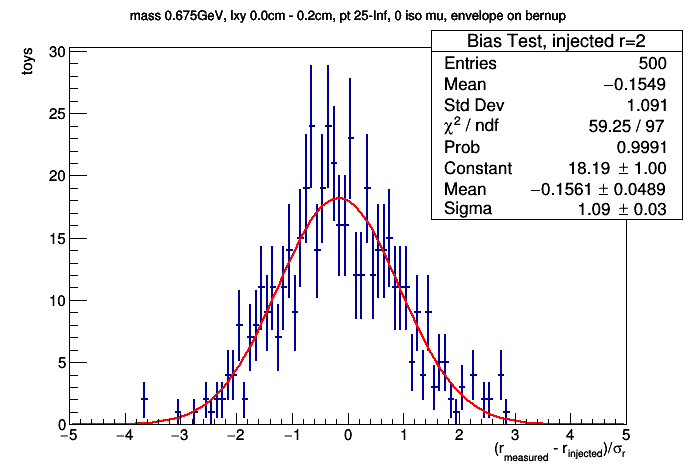 mass 0.675GeV, lxy 0.0cm - 0.2cm, pt 25-Inf, 0 iso mu, envelope on bernup
toys
Bias Test, injected r=2
Entries 500
Mean −0.1549
Std Dev 1.091
χ² / ndf 59.25 / 97
Prob 0.9991
Constant 18.19 ± 1.00
Mean −0.1561 ± 0.0489
Sigma 1.09 ± 0.03
30
25
20
15
10
5
0
−5 −4 −3 −2 −1 0 1 2 3 4 5
(r_measured - r_injected)/σ_r